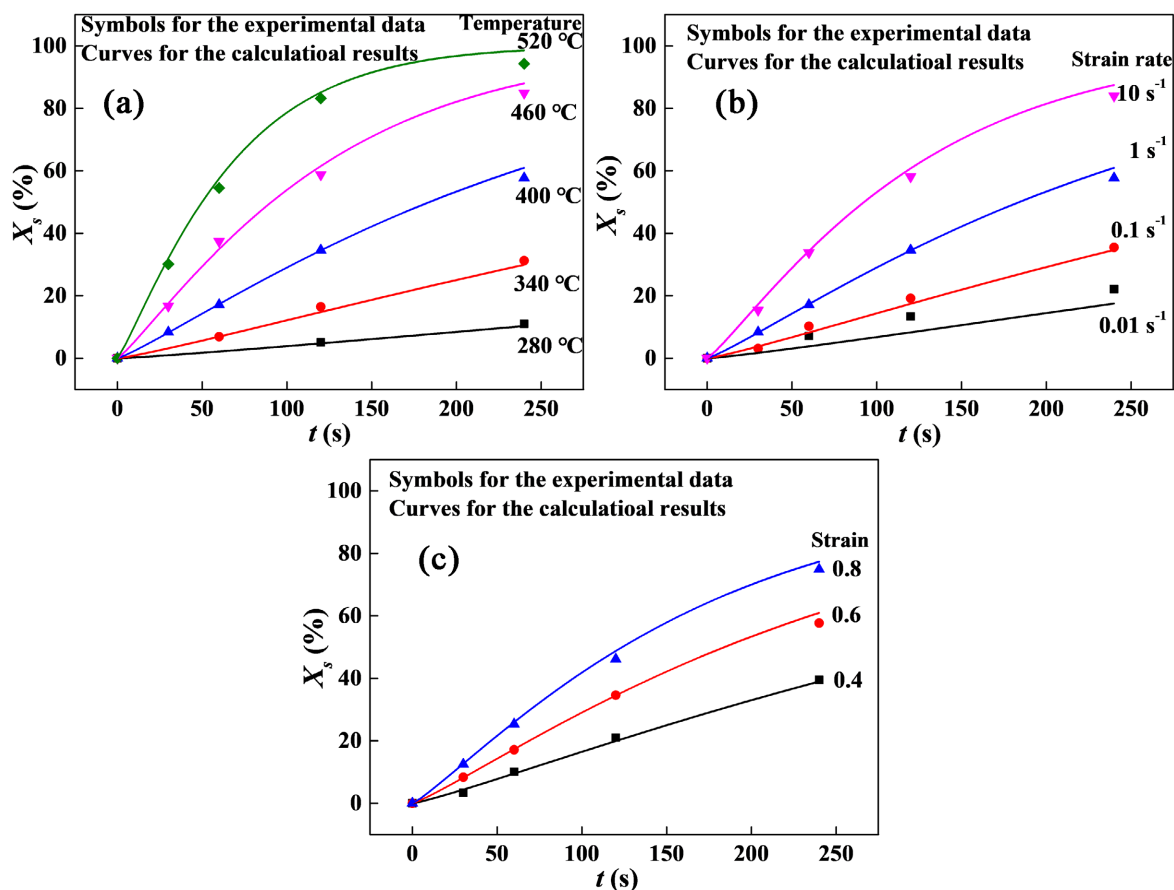 Symbols for the experimental data
Curves for the calculatioal results
Temperature
(a)
520 ℃
460 ℃
400 ℃
340 ℃
280 ℃
100
80
60
40
20
0
X_s (%)
0 50 100 150 200 250
t (s)
Symbols for the experimental data
Curves for the calculatioal results
Strain rate
(b)
10 s⁻¹
1 s⁻¹
0.1 s⁻¹
0.01 s⁻¹
100
80
60
40
20
0
X_s (%)
0 50 100 150 200 250
t (s)
Symbols for the experimental data
Curves for the calculatioal results
Strain
(c)
0.8
0.6
0.4
100
80
60
40
20
0
X_s (%)
0 50 100 150 200 250
t (s)